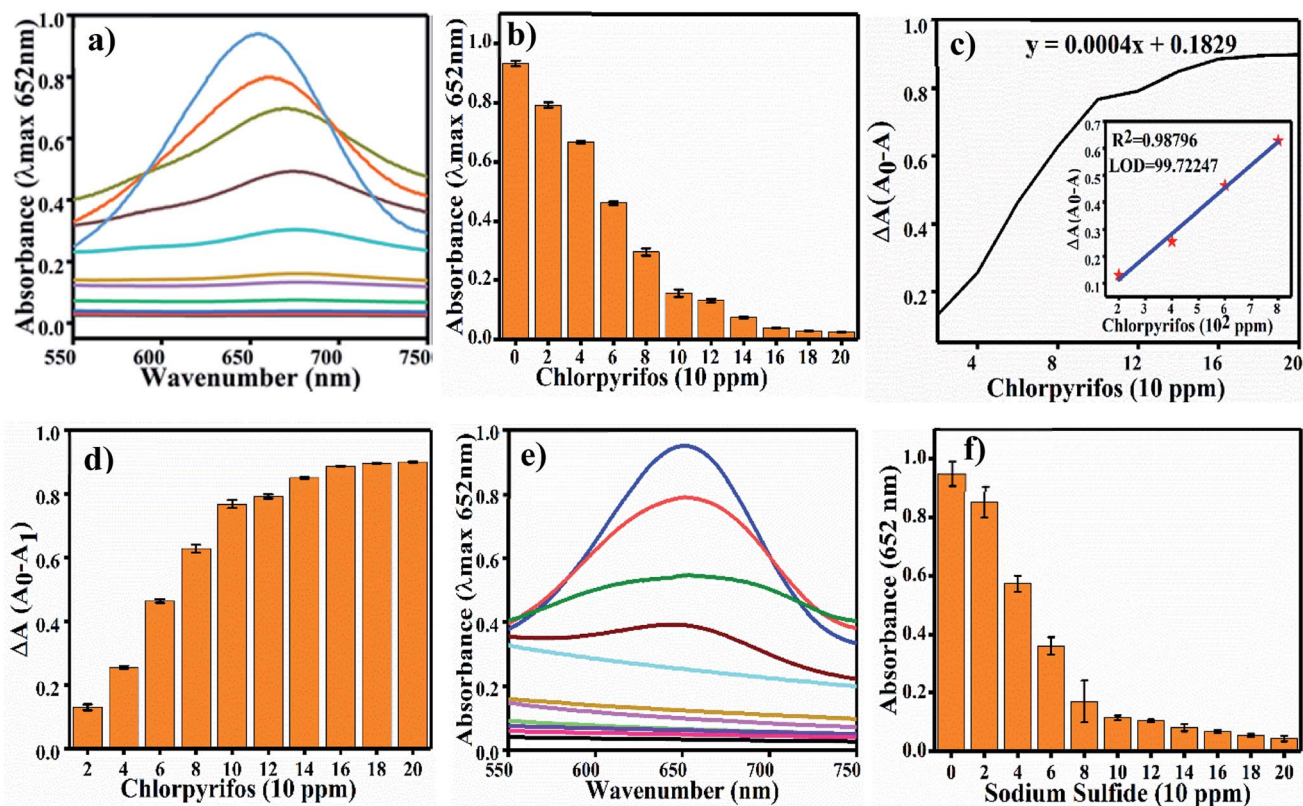 a)
Absorbance (λmax 652nm)
1.0
0.8
0.6
0.4
0.2
0.0
550 600 650 700 750
Wavenumber (nm)
b)
Absorbance (λmax 652nm)
1.0
0.8
0.6
0.4
0.2
0.0
0 2 4 6 8 10 12 14 16 18 20
Chlorpyrifos (10 ppm)
c)
y = 0.0004x + 0.1829
ΔA(A0-A)
1.0
0.8
0.6
0.4
0.2
4 8 12 16 20
Chlorpyrifos (10 ppm)
R2=0.98796
LOD=99.72247
ΔA(A0-A)
0.7
0.6
0.5
0.4
0.3
0.2
0.1
2 3 4 5 6 7 8
Chlorpyrifos (102 ppm)
d)
ΔA (A0-A1)
1.0
0.8
0.6
0.4
0.2
0.0
2 4 6 8 10 12 14 16 18 20
Chlorpyrifos (10 ppm)
e)
Absorbance (λmax 652nm)
1.0
0.8
0.6
0.4
0.2
0.0
550 600 650 700 750
Wavenumber (nm)
f)
Absorbance (652 nm)
1.0
0.8
0.6
0.4
0.2
0.0
0 2 4 6 8 10 12 14 16 18 20
Sodium Sulfide (10 ppm)